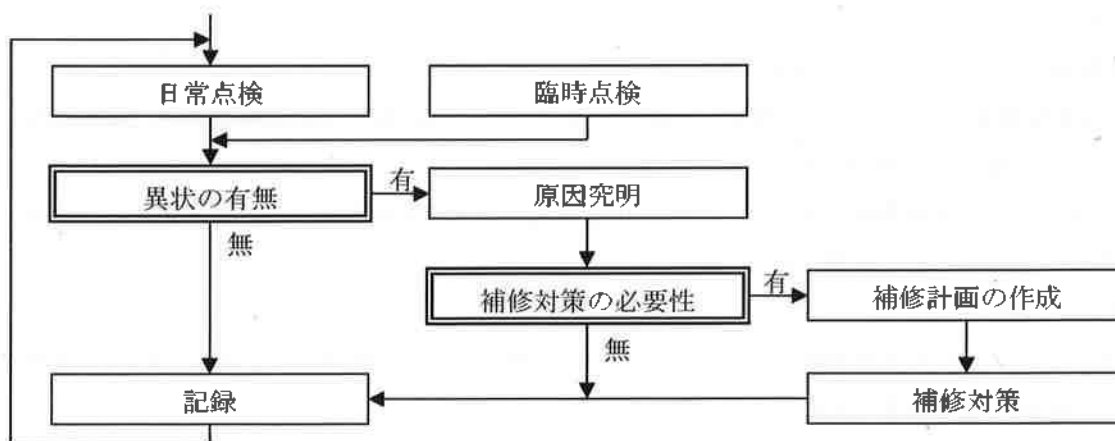 日常点検
臨時点検
異状の有無
有
原因究明
無
補修対策の必要性
有
補修計画の作成
無
記録
補修対策